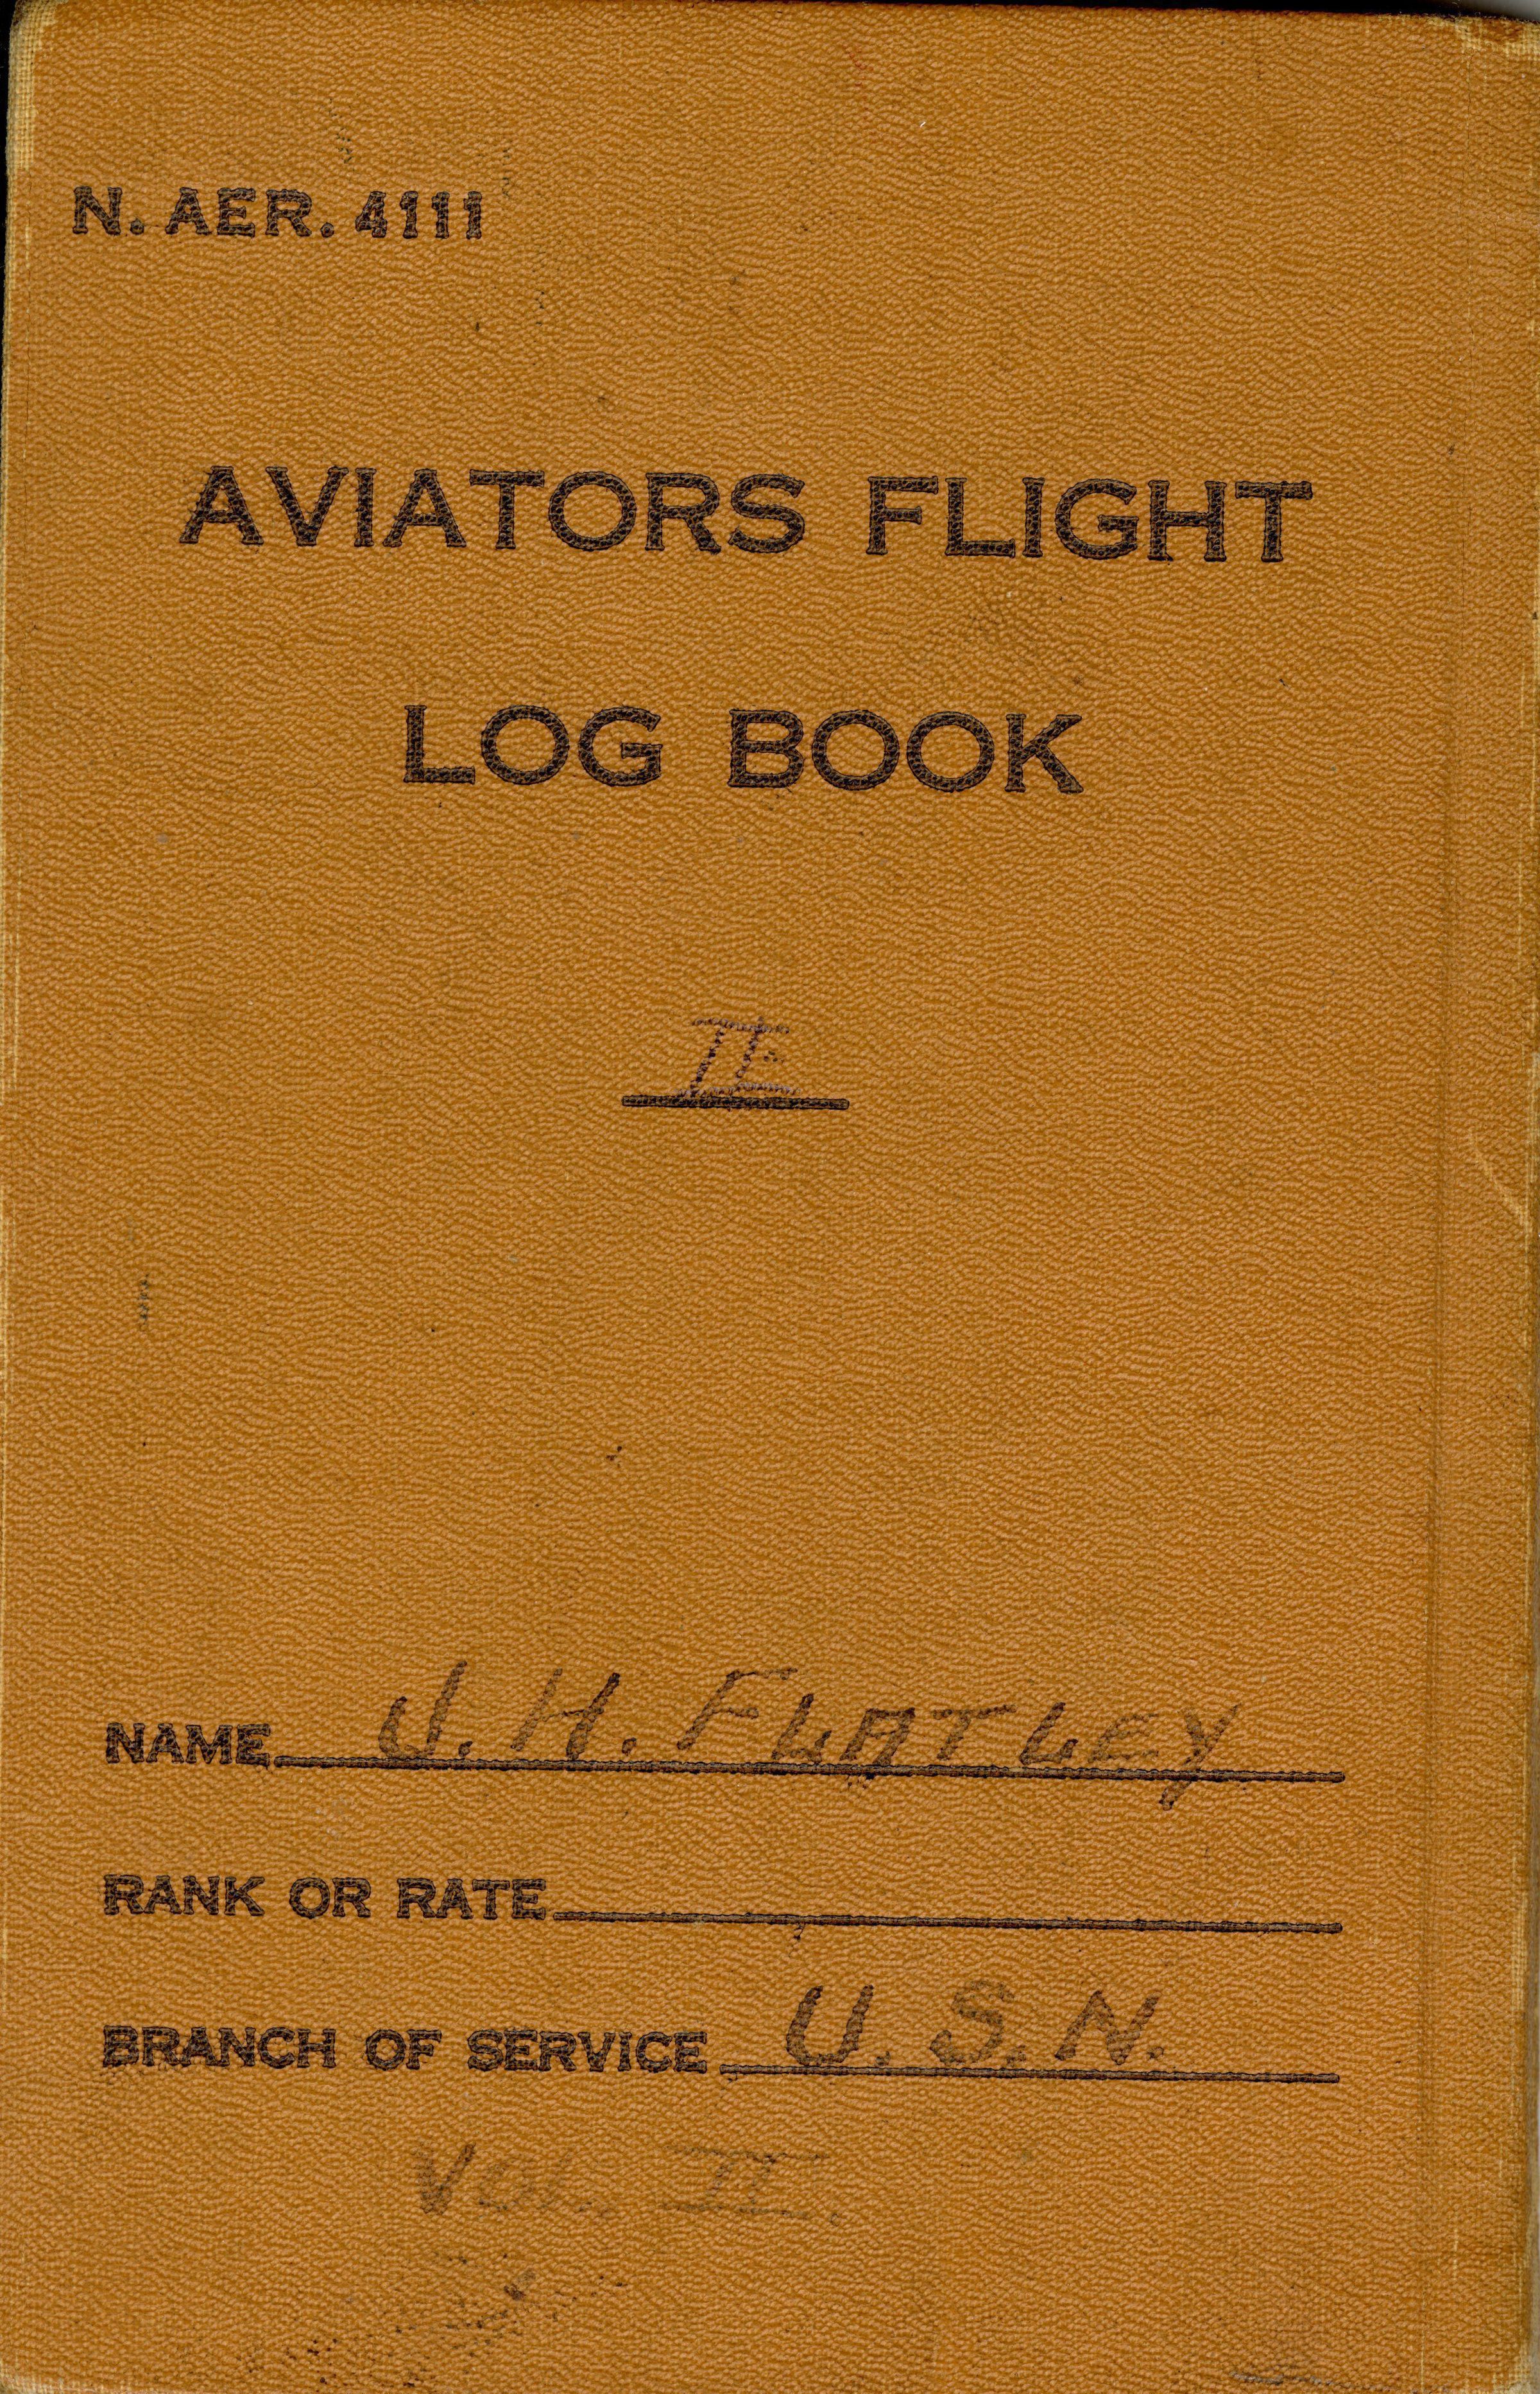 N. AER. 4111
AVIATORS FLIGHT
LOG BOOK
II
NAME J. H. FLATLEY
RANK OR RATE
BRANCH OF SERVICE U. S. N.
VOL. II.